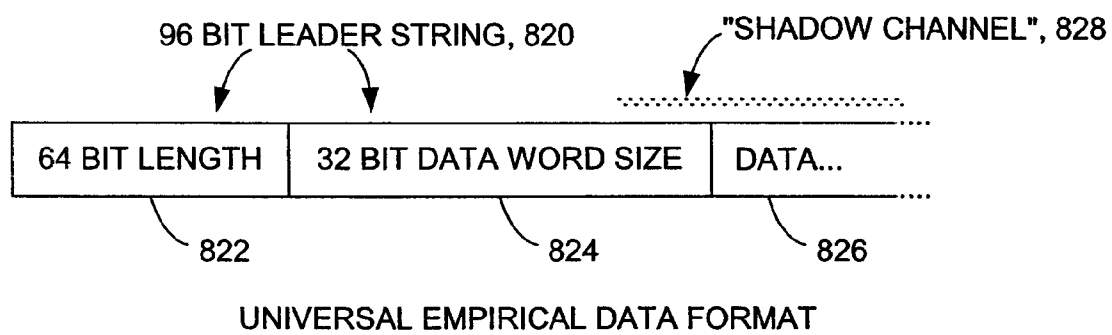 96 BIT LEADER STRING, 820
"SHADOW CHANNEL", 828
64 BIT LENGTH
32 BIT DATA WORD SIZE
DATA...
822
824
826
UNIVERSAL EMPIRICAL DATA FORMAT